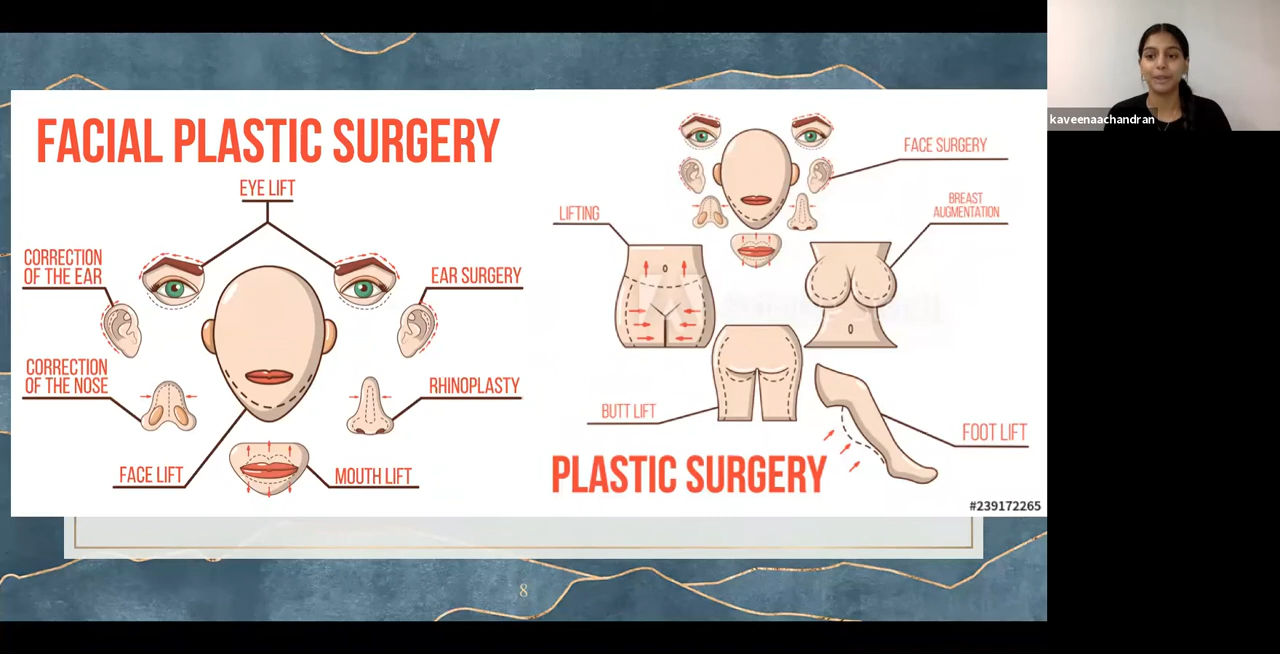 FACIAL PLASTIC SURGERY
EYE LIFT
CORRECTION
OF THE EAR
EAR SURGERY
CORRECTION
OF THE NOSE
RHINOPLASTY
FACE LIFT
MOUTH LIFT
FACE SURGERY
LIFTING
BREAST
AUGMENTATION
BUTT LIFT
FOOT LIFT
PLASTIC SURGERY
#239172265
8
kaveenaachandran